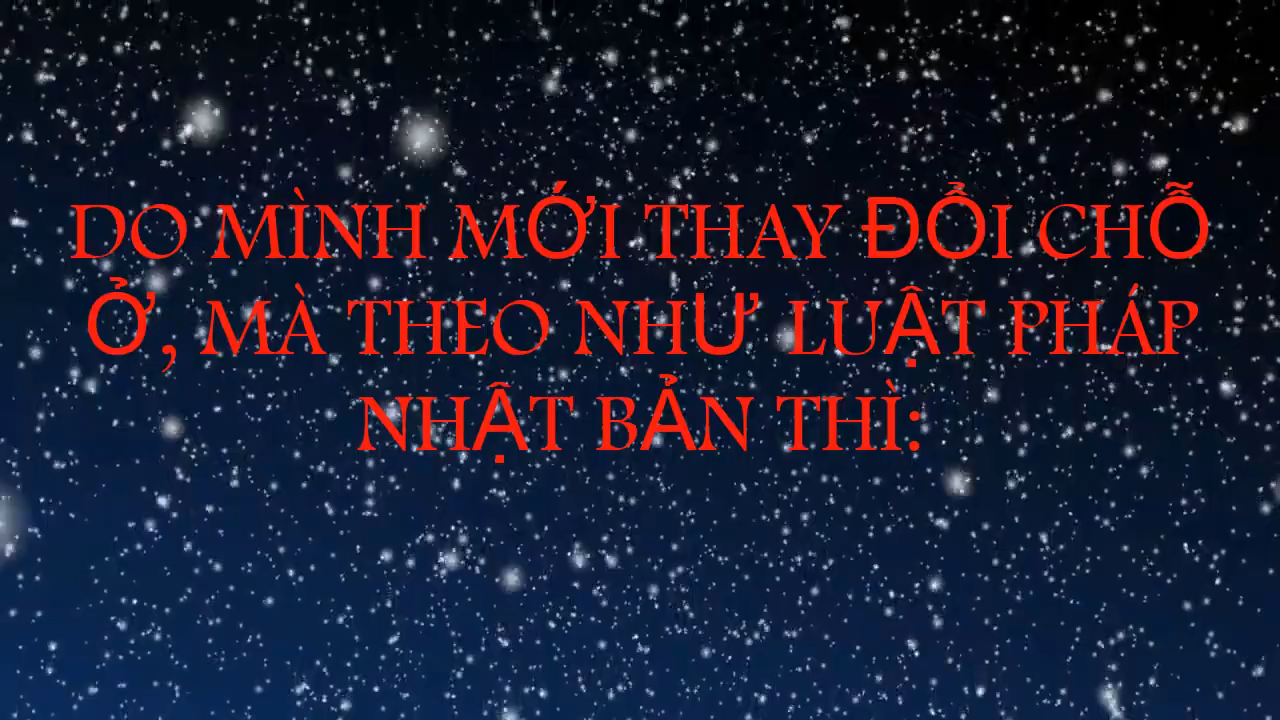 DO MÌNH MỚI THAY ĐỔI CHỖ
Ở, MÀ THEO NHƯ LUẬT PHÁP
NHẬT BẢN THÌ: